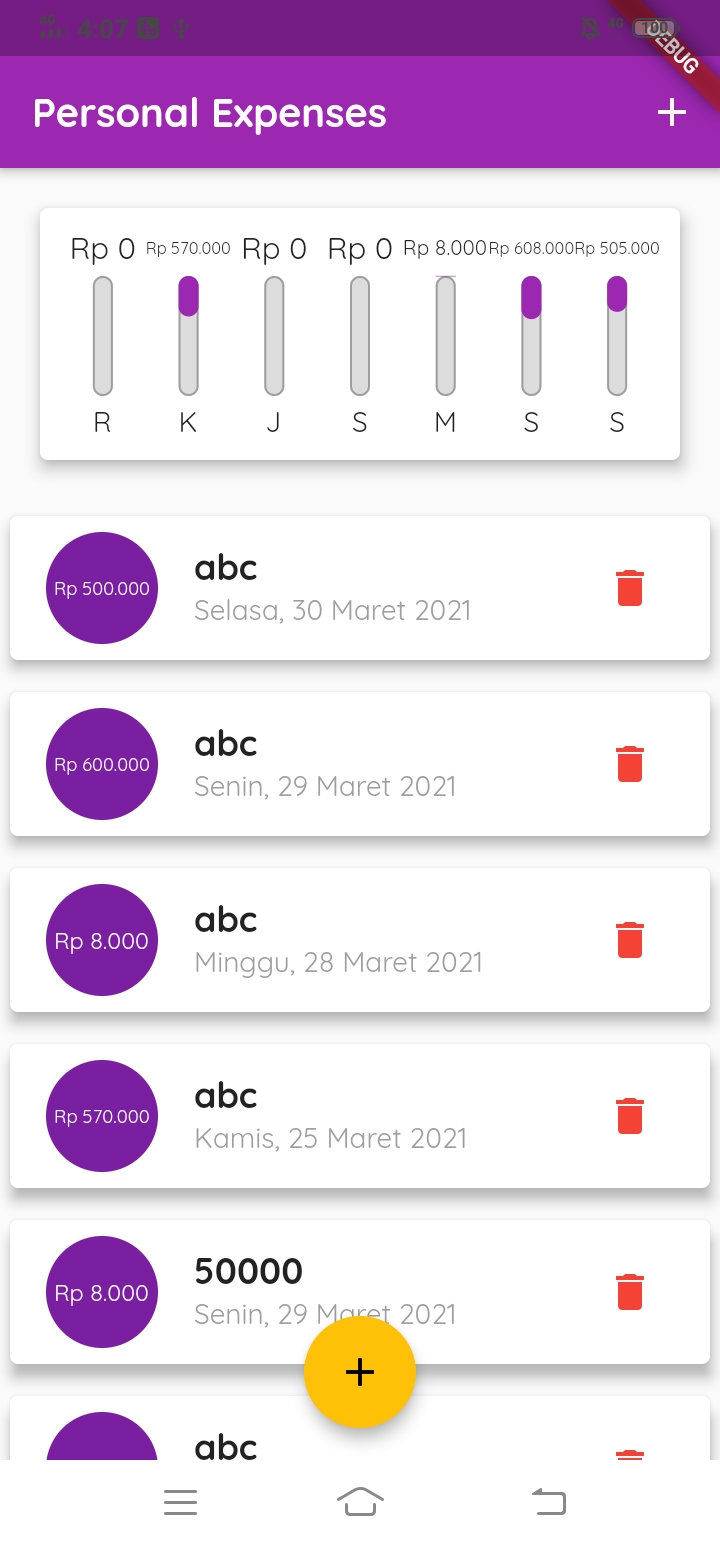 4G 4:07 4G 100
DEBUG
Personal Expenses
Rp 0 Rp 570.000 Rp 0 Rp 0 Rp 8.000 Rp 608.000 Rp 505.000
R K J S M S S
Rp 500.000
abc
Selasa, 30 Maret 2021
Rp 600.000
abc
Senin, 29 Maret 2021
Rp 8.000
abc
Minggu, 28 Maret 2021
Rp 570.000
abc
Kamis, 25 Maret 2021
Rp 8.000
50000
Senin, 29 Maret 2021
abc